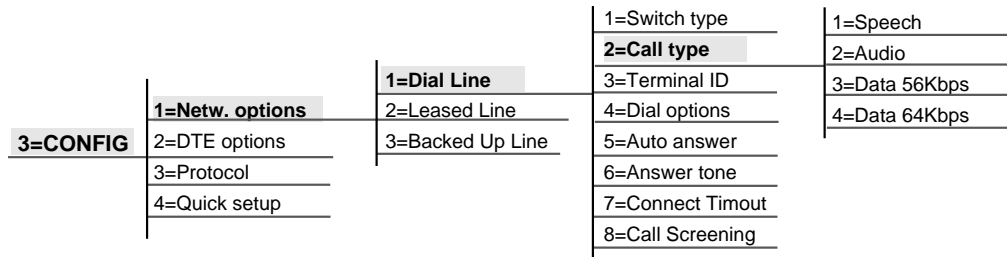 3=CONFIG
1=Netw. options
2=DTE options
3=Protocol
4=Quick setup
1=Dial Line
2=Leased Line
3=Backed Up Line
1=Switch type
2=Call type
3=Terminal ID
4=Dial options
5=Auto answer
6=Answer tone
7=Connect Timout
8=Call Screening
1=Speech
2=Audio
3=Data 56Kbps
4=Data 64Kbps